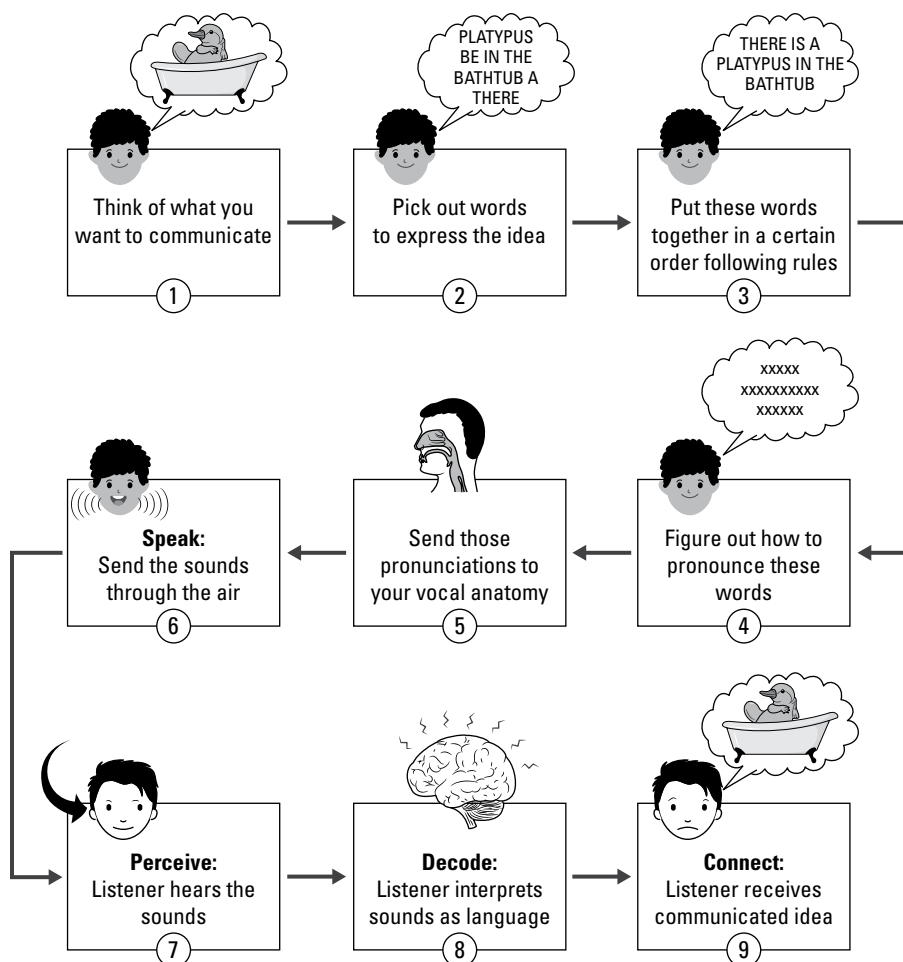 PLATYPUS
BE IN THE
BATHTUB A
THERE
THERE IS A
PLATYPUS IN THE
BATHTUB
Think of what you
want to communicate
1
Pick out words
to express the idea
2
Put these words
together in a certain
order following rules
3
xxxxx
xxxxxxxxxx
xxxxxx
Figure out how to
pronounce these
words
4
Send those
pronunciations to
your vocal anatomy
5
Speak:
Send the sounds
through the air
6
Perceive:
Listener hears the
sounds
7
Decode:
Listener interprets
sounds as language
8
Connect:
Listener receives
communicated idea
9